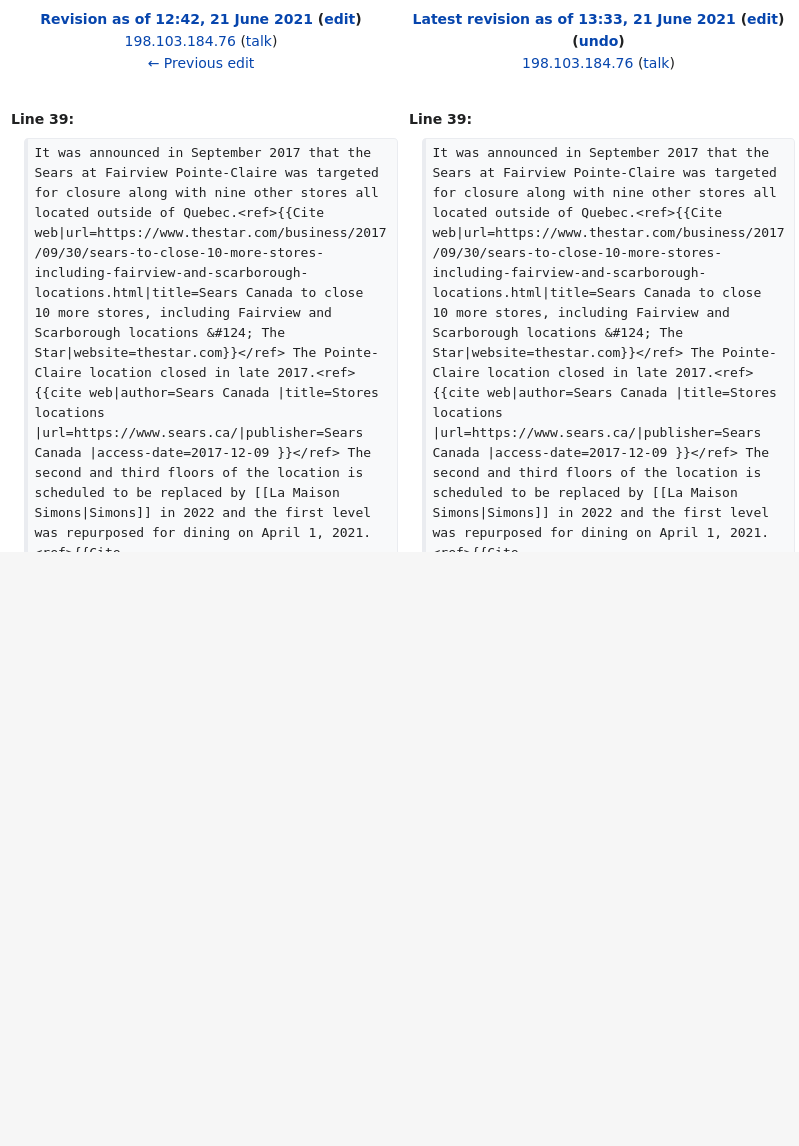 Revision as of 12:42, 21 June 2021 (edit)
198.103.184.76 (talk)
← Previous edit
Latest revision as of 13:33, 21 June 2021 (edit)
(undo)
198.103.184.76 (talk)
Line 39:
It was announced in September 2017 that the
Sears at Fairview Pointe-Claire was targeted
for closure along with nine other stores all
located outside of Quebec.<ref>{{Cite
web|url=https://www.thestar.com/business/2017
/09/30/sears-to-close-10-more-stores-
including-fairview-and-scarborough-
locations.html|title=Sears Canada to close
10 more stores, including Fairview and
Scarborough locations &#124; The
Star|website=thestar.com}}</ref> The Pointe-
Claire location closed in late 2017.<ref>
{{cite web|author=Sears Canada |title=Stores
locations
|url=https://www.sears.ca/|publisher=Sears
Canada |access-date=2017-12-09 }}</ref> The
second and third floors of the location is
scheduled to be replaced by [[La Maison
Simons|Simons]] in 2022 and the first level
was repurposed for dining on April 1, 2021.
<ref>{{Cite
Line 39:
It was announced in September 2017 that the
Sears at Fairview Pointe-Claire was targeted
for closure along with nine other stores all
located outside of Quebec.<ref>{{Cite
web|url=https://www.thestar.com/business/2017
/09/30/sears-to-close-10-more-stores-
including-fairview-and-scarborough-
locations.html|title=Sears Canada to close
10 more stores, including Fairview and
Scarborough locations &#124; The
Star|website=thestar.com}}</ref> The Pointe-
Claire location closed in late 2017.<ref>
{{cite web|author=Sears Canada |title=Stores
locations
|url=https://www.sears.ca/|publisher=Sears
Canada |access-date=2017-12-09 }}</ref> The
second and third floors of the location is
scheduled to be replaced by [[La Maison
Simons|Simons]] in 2022 and the first level
was repurposed for dining on April 1, 2021.
<ref>{{Cite